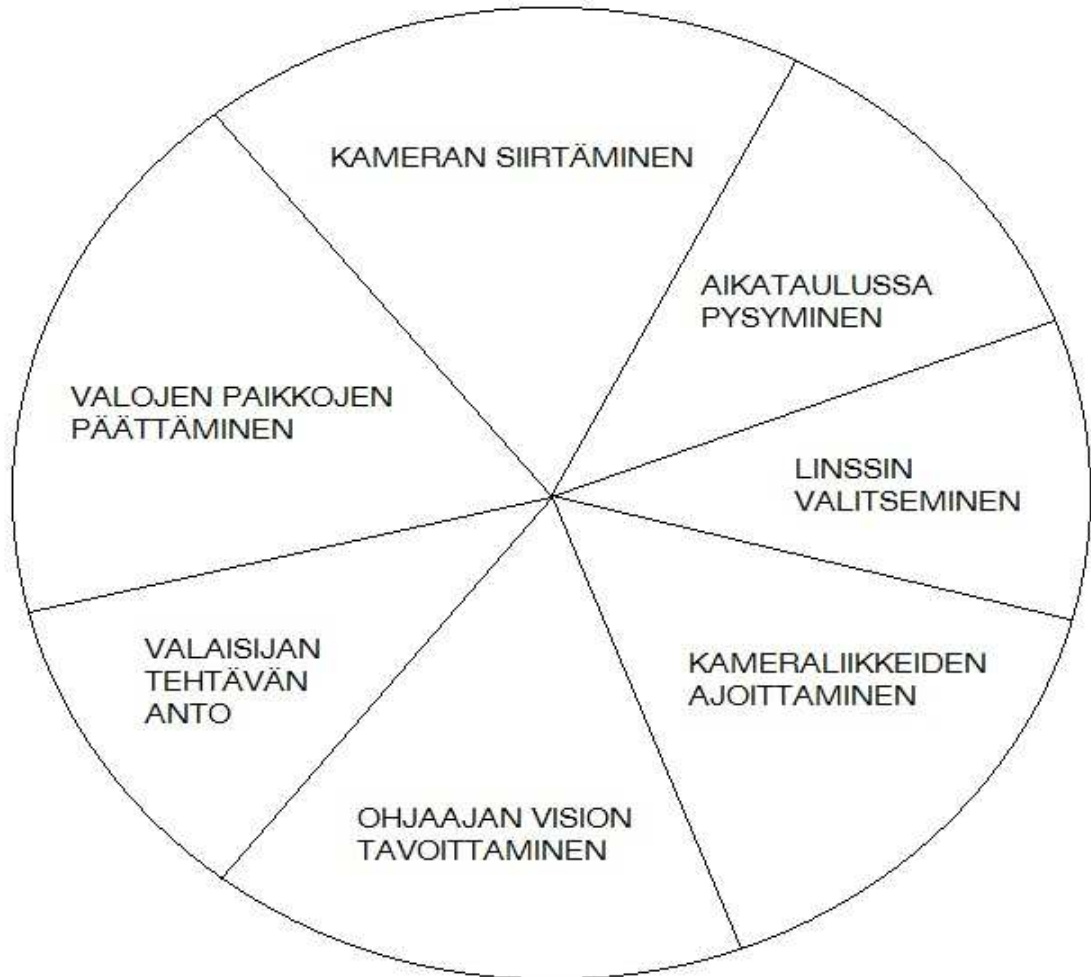 KAMERAN SIIRTÄMINEN
AIKATAULUSSA
PYSYMINEN
VALOJEN PAIKKOJEN
PÄÄTTÄMINEN
LINSSIN
VALITSEMINEN
VALAISIJAN
TEHTÄVÄN
ANTO
KAMERALIIKKEIDEN
AJOITTAMINEN
OHJAAJAN VISION
TAVOITTAMINEN